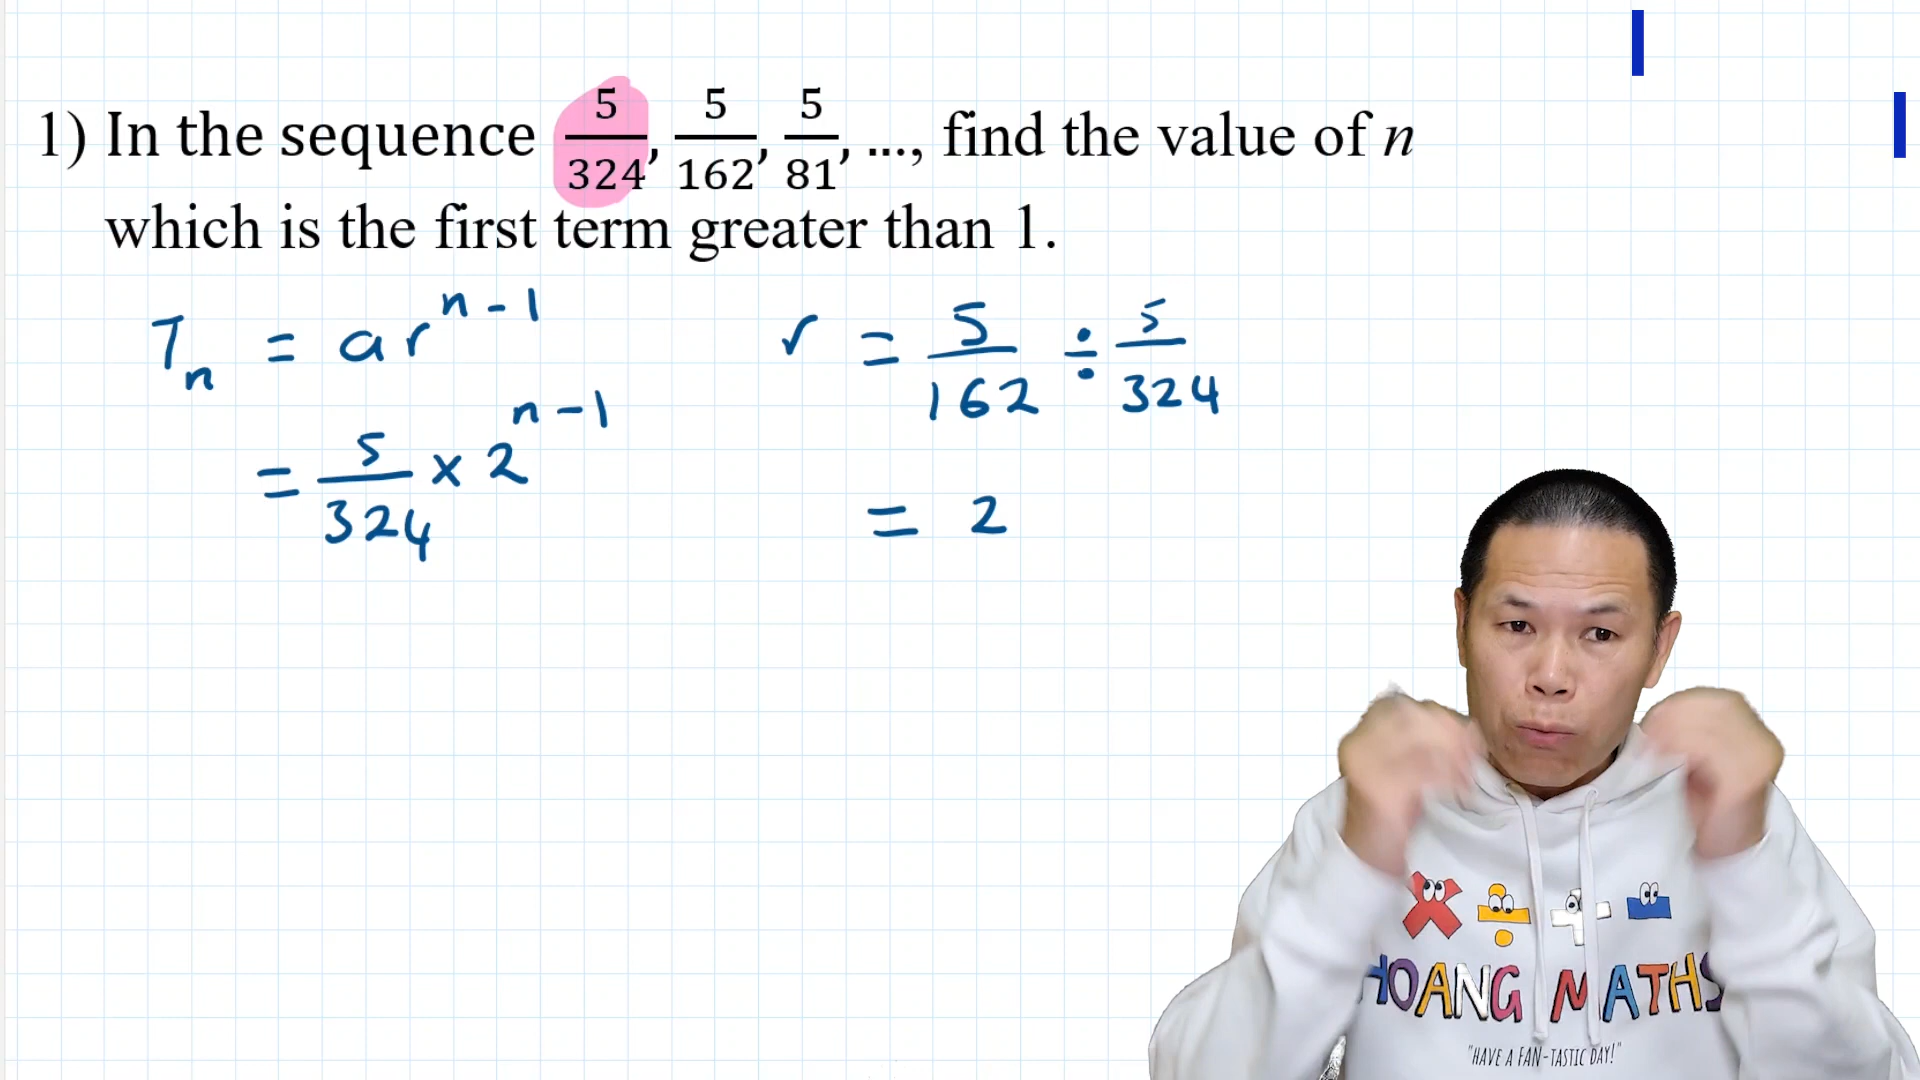 1) In the sequence 5/324, 5/162, 5/81, ..., find the value of n
which is the first term greater than 1.
Tn = ar^n-1
= 5/324 × 2^n-1
r = 5/162 ÷ 5/324
= 2
HOANG MATHS
"HAVE A FAN-TASTIC DAY!"